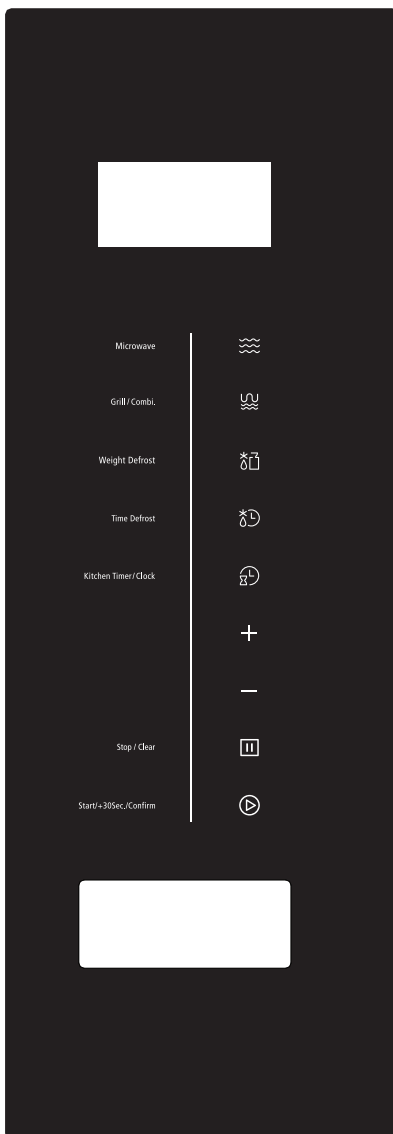 Microwave
Grill / Combi.
Weight Defrost
Time Defrost
Kitchen Timer/Clock
+
−
Stop / Clear
Start/+30Sec./Confirm